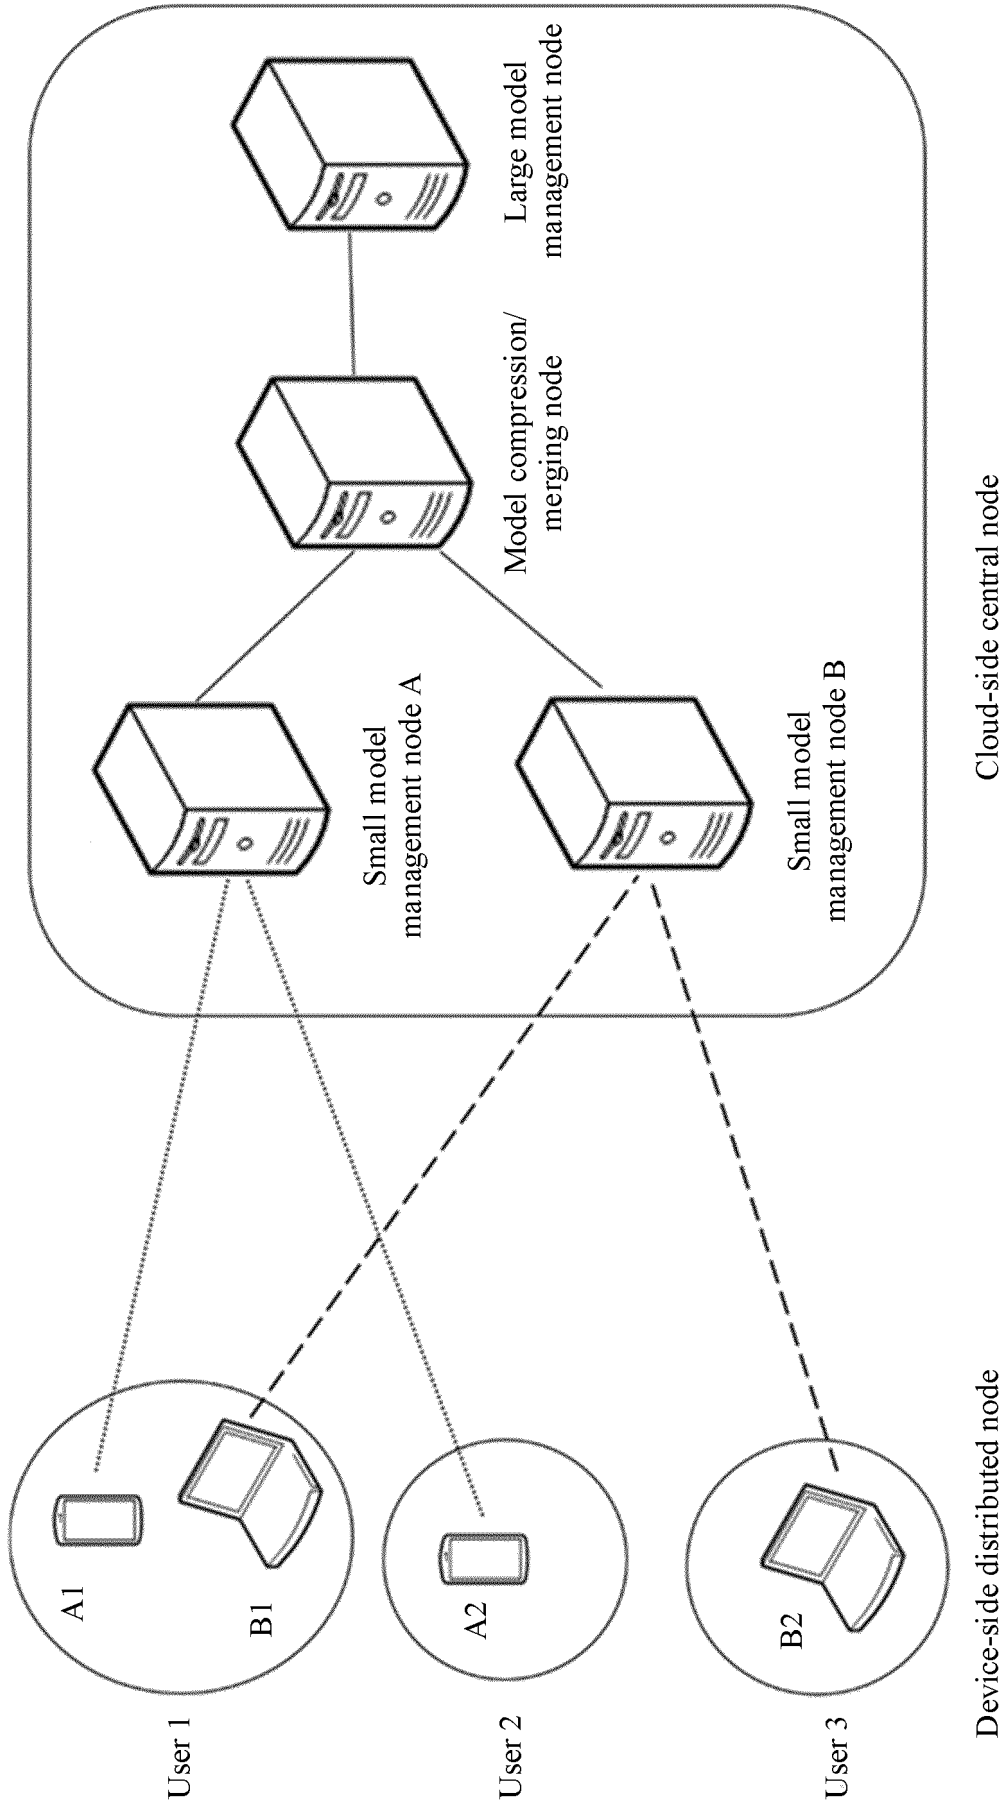 User 1
A1
B1
User 2
A2
User 3
B2
Device-side distributed node
Small model
management node A
Small model
management node B
Model compression/
merging node
Large model
management node
Cloud-side central node